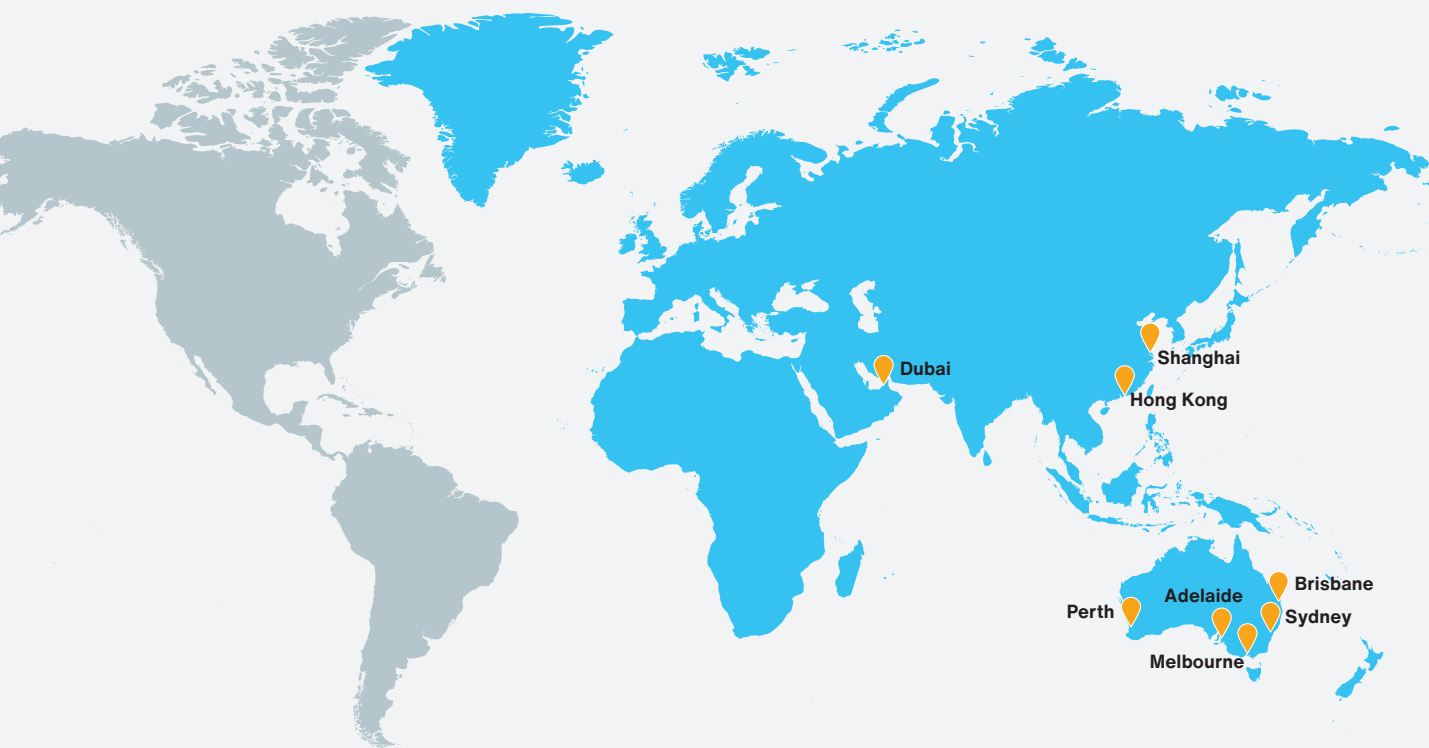 Shanghai
Dubai
Hong Kong
Brisbane
Adelaide
Perth
Sydney
Melbourne